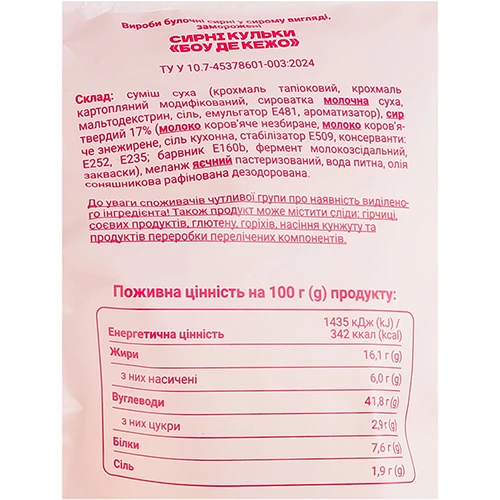 Вироби булочні сирні у сирому вигляді,
заморожені
СИРНІ КУЛЬКИ
«БОУ ДЕ КЕЖО»
ТУ У 10.7-45378601-003:2024
Склад: суміш суха (крохмаль тапіоковий, крохмаль
картопляний модифікований, сироватка молочна суха,
мальтодекстрин, сіль, емульгатор Е481, ароматизатор), сир
твердий 17% (молоко коров'яче незбиране, молоко коров'я-
че знежирене, сіль кухонна, стабілізатор Е509, консерванти:
Е252, Е235; барвник Е160b, фермент молокозсідальний,
закваски), меланж яєчний пастеризований, вода питна, олія
соняшникова рафінована дезодорована.
До уваги споживачів чутливої групи про наявність виділено-
го інгредієнта! Також продукт може містити сліди: гірчиці,
соєвих продуктів, глютену, горіхів, насіння кунжуту та
продуктів переробки перелічених компонентів.
Поживна цінність на 100 г (g) продукту:
Енергетична цінність 1435 кДж (kJ) /
342 ккал (kcal)
Жири 16,1 г (g)
з них насичені 6,0 г (g)
Вуглеводи 41,8 г (g)
з них цукри 2,9 г (g)
Білки 7,6 г (g)
Сіль 1,9 г (g)